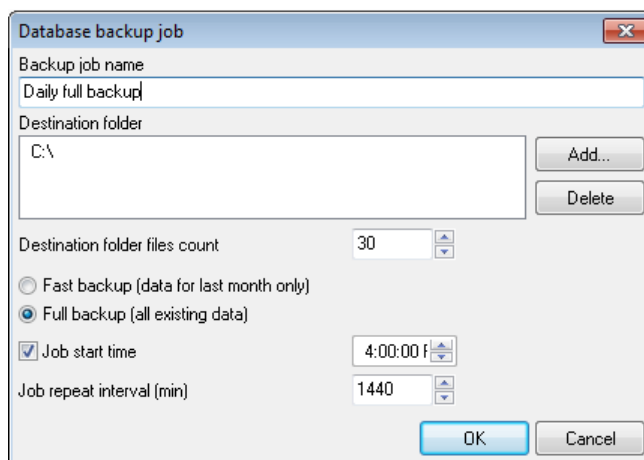 Database backup job
Backup job name
Daily full backup
Destination folder
C:\
Add...
Delete
Destination folder files count
30
Fast backup (data for last month only)
Full backup (all existing data)
Job start time
4:00:00
Job repeat interval (min)
1440
OK
Cancel